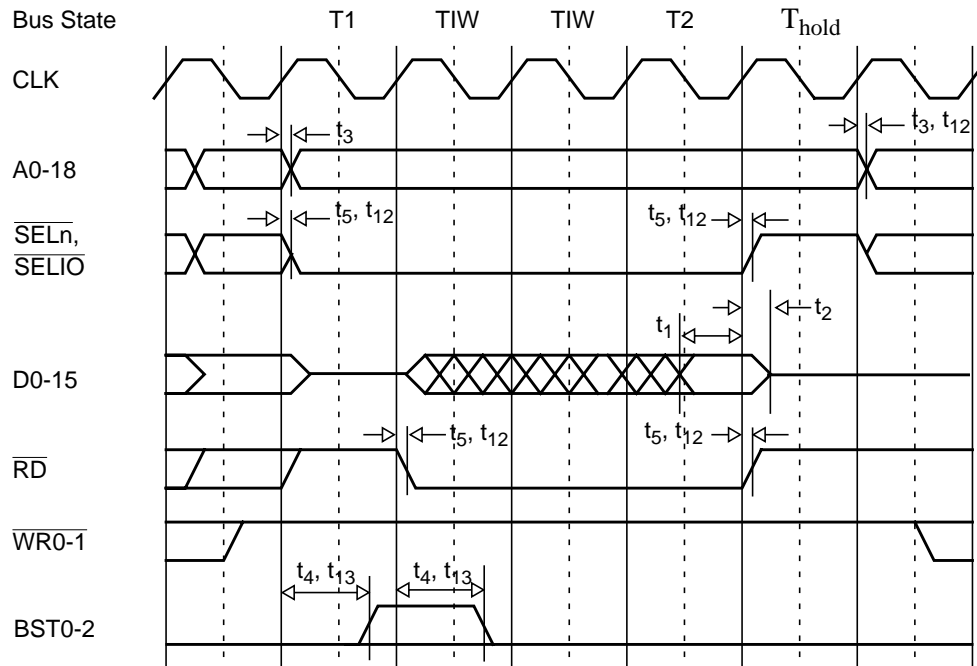 Bus State T1 TIW TIW T2 Thold
CLK
t3 t3, t12
A0-18
t5, t12 t5, t12
SELn,
SELIO
t1 t2
D0-15
t5, t12 t5, t12
RD
WR0-1
t4, t13 t4, t13
BST0-2